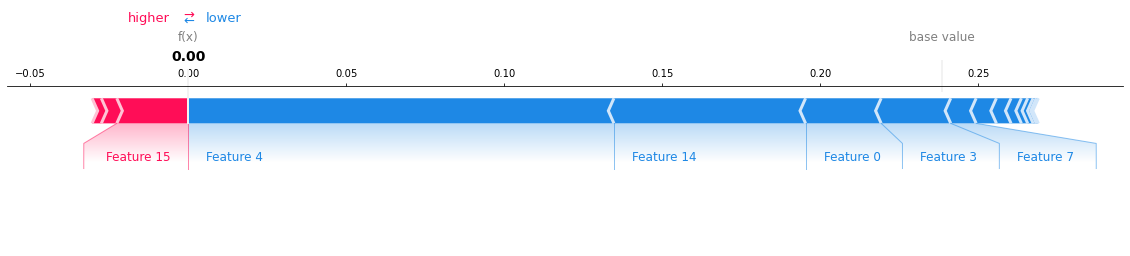 higher ⇄ lower
f(x)
base value
0.00
−0.05 0.00 0.05 0.10 0.15 0.20 0.25
Feature 15 Feature 4 Feature 14 Feature 0 Feature 3 Feature 7